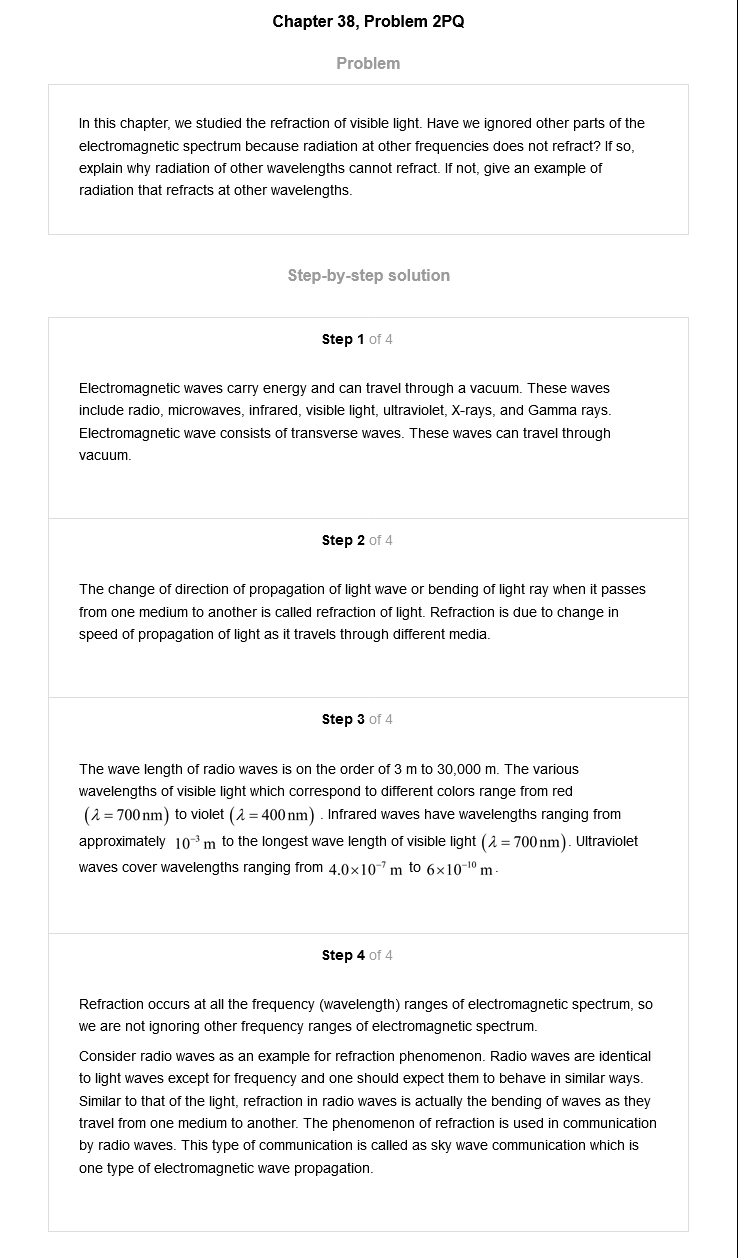 Chapter 38, Problem 2PQ
Problem
In this chapter, we studied the refraction of visible light. Have we ignored other parts of the
electromagnetic spectrum because radiation at other frequencies does not refract? If so,
explain why radiation of other wavelengths cannot refract. If not, give an example of
radiation that refracts at other wavelengths.
Step-by-step solution
Step 1 of 4
Electromagnetic waves carry energy and can travel through a vacuum. These waves
include radio, microwaves, infrared, visible light, ultraviolet, X-rays, and Gamma rays.
Electromagnetic wave consists of transverse waves. These waves can travel through
vacuum.
Step 2 of 4
The change of direction of propagation of light wave or bending of light ray when it passes
from one medium to another is called refraction of light. Refraction is due to change in
speed of propagation of light as it travels through different media.
Step 3 of 4
The wave length of radio waves is on the order of 3 m to 30,000 m. The various
wavelengths of visible light which correspond to different colors range from red
(λ = 700 nm) to violet (λ = 400 nm) . Infrared waves have wavelengths ranging from
approximately 10⁻³ m to the longest wave length of visible light (λ = 700 nm). Ultraviolet
waves cover wavelengths ranging from 4.0×10⁻⁷ m to 6×10⁻¹⁰ m.
Step 4 of 4
Refraction occurs at all the frequency (wavelength) ranges of electromagnetic spectrum, so
we are not ignoring other frequency ranges of electromagnetic spectrum.
Consider radio waves as an example for refraction phenomenon. Radio waves are identical
to light waves except for frequency and one should expect them to behave in similar ways.
Similar to that of the light, refraction in radio waves is actually the bending of waves as they
travel from one medium to another. The phenomenon of refraction is used in communication
by radio waves. This type of communication is called as sky wave communication which is
one type of electromagnetic wave propagation.